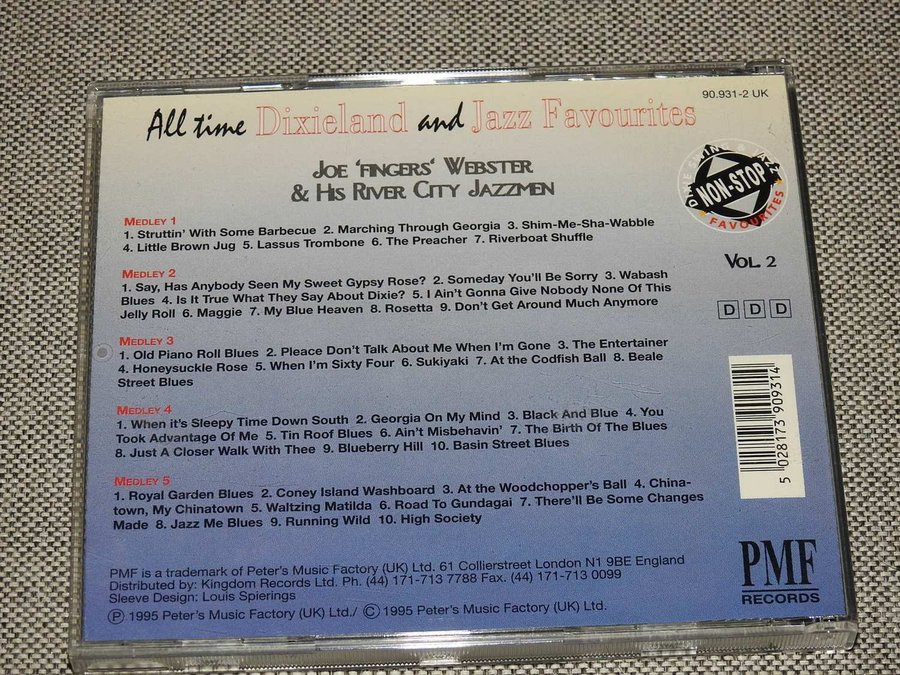 90.931-2 UK
All time Dixieland and Jazz Favourites
JOE 'FINGERS' WEBSTER
& HIS RIVER CITY JAZZMEN
DIXIE SWING & JAZZ
NON-STOP
FAVOURITES
VOL. 2
D D D
MEDLEY 1
1. Struttin' With Some Barbecue 2. Marching Through Georgia 3. Shim-Me-Sha-Wabble
4. Little Brown Jug 5. Lassus Trombone 6. The Preacher 7. Riverboat Shuffle
MEDLEY 2
1. Say, Has Anybody Seen My Sweet Gypsy Rose? 2. Someday You'll Be Sorry 3. Wabash
Blues 4. Is It True What They Say About Dixie? 5. I Ain't Gonna Give Nobody None Of This
Jelly Roll 6. Maggie 7. My Blue Heaven 8. Rosetta 9. Don't Get Around Much Anymore
MEDLEY 3
1. Old Piano Roll Blues 2. Pleace Don't Talk About Me When I'm Gone 3. The Entertainer
4. Honeysuckle Rose 5. When I'm Sixty Four 6. Sukiyaki 7. At the Codfish Ball 8. Beale
Street Blues
MEDLEY 4
1. When it's Sleepy Time Down South 2. Georgia On My Mind 3. Black And Blue 4. You
Took Advantage Of Me 5. Tin Roof Blues 6. Ain't Misbehavin' 7. The Birth Of The Blues
8. Just A Closer Walk With Thee 9. Blueberry Hill 10. Basin Street Blues
MEDLEY 5
1. Royal Garden Blues 2. Coney Island Washboard 3. At the Woodchopper's Ball 4. China-
town, My Chinatown 5. Waltzing Matilda 6. Road To Gundagai 7. There'll Be Some Changes
Made 8. Jazz Me Blues 9. Running Wild 10. High Society
5 028173 909314
PMF is a trademark of Peter's Music Factory (UK) Ltd. 61 Collierstreet London N1 9BE England
Distributed by: Kingdom Records Ltd. Ph. (44) 171-713 7788 Fax. (44) 171-713 0099
Sleeve Design: Louis Spierings
Ⓟ 1995 Peter's Music Factory (UK) Ltd./ © 1995 Peter's Music Factory (UK) Ltd.
PMF
RECORDS